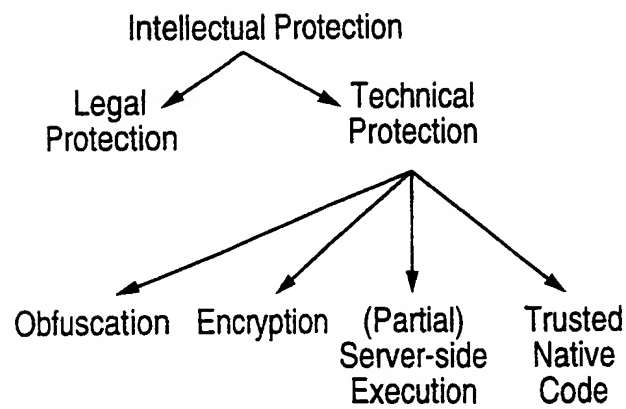 Intellectual Protection
Legal
Protection
Technical
Protection
Obfuscation
Encryption
(Partial)
Server-side
Execution
Trusted
Native
Code